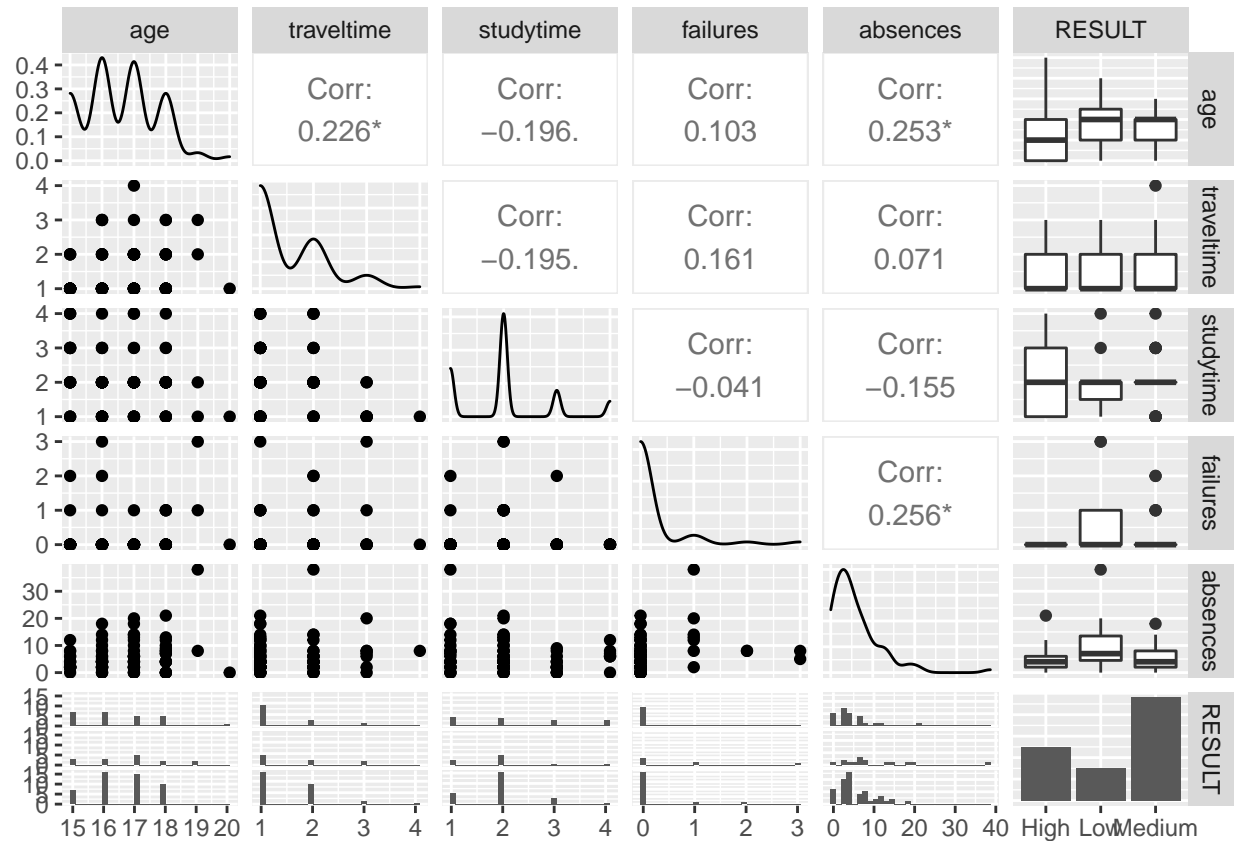 age traveltime studytime failures absences RESULT
0.4
0.3
0.2
0.1
0.0
Corr:
0.226*
Corr:
−0.196.
Corr:
0.103
Corr:
0.253*
age
4
3
2
1
Corr:
−0.195.
Corr:
0.161
Corr:
0.071
traveltime
4
3
2
1
Corr:
−0.041
Corr:
−0.155
studytime
3
2
1
0
Corr:
0.256*
failures
30
20
10
0
absences
15
RESULT
15 16 17 18 19 20 1 2 3 4 1 2 3 4 0 1 2 3 0 10 20 30 40 High Low Medium